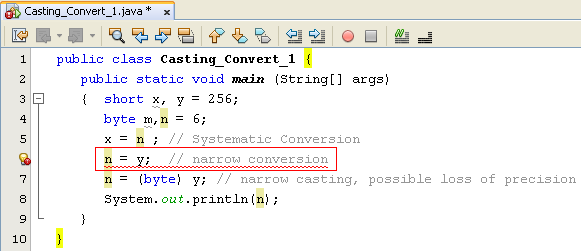 Casting_Convert_1.java *
1 public class Casting_Convert_1 {
2 public static void main (String[] args)
3 { short x, y = 256;
4 byte m,n = 6;
5 x = n ; // Systematic Conversion
n = y; // narrow conversion
7 n = (byte) y; // narrow casting, possible loss of precision
8 System.out.println(n);
9 }
10 }